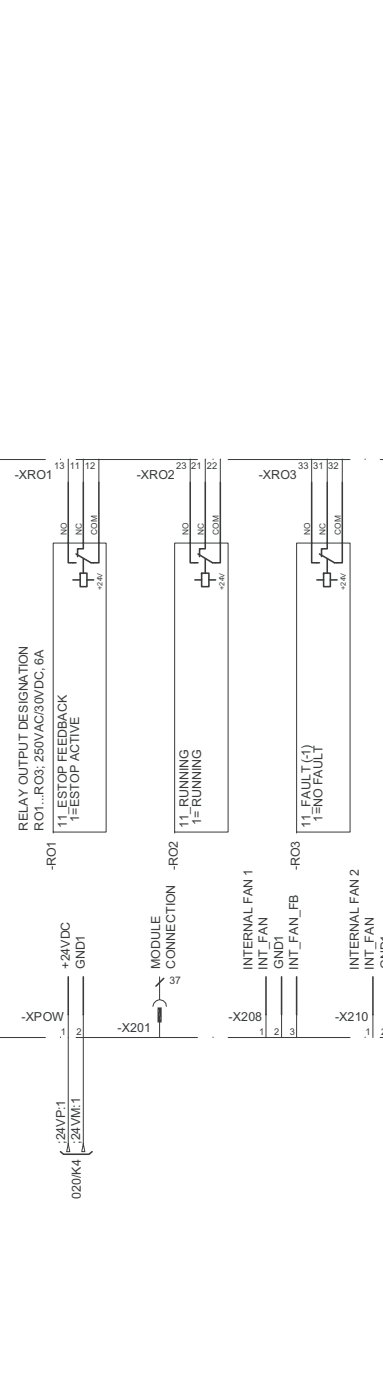 -XRO1
13
11
12
NO
NC
COM
+24V
RELAY OUTPUT DESIGNATION
RO1...RO3; 250VAC/30VDC, 6A
11_ESTOP FEEDBACK
1=ESTOP ACTIVE
-RO1
-XRO2
23
21
22
NO
NC
COM
+24V
11_RUNNING
1= RUNNING
-RO2
-XRO3
33
31
32
NO
NC
COM
+24V
11_FAULT (-1)
1=NO FAULT
-RO3
+24VDC
GND1
-XPOW
1
2
:24VP:1
:24VM:1
020/K4
MODULE
CONNECTION
37
-X201
INTERNAL FAN 1
INT_FAN
GND1
INT_FAN_FB
-X208
1
2
3
INTERNAL FAN 2
INT_FAN
GND1
-X210
1
2